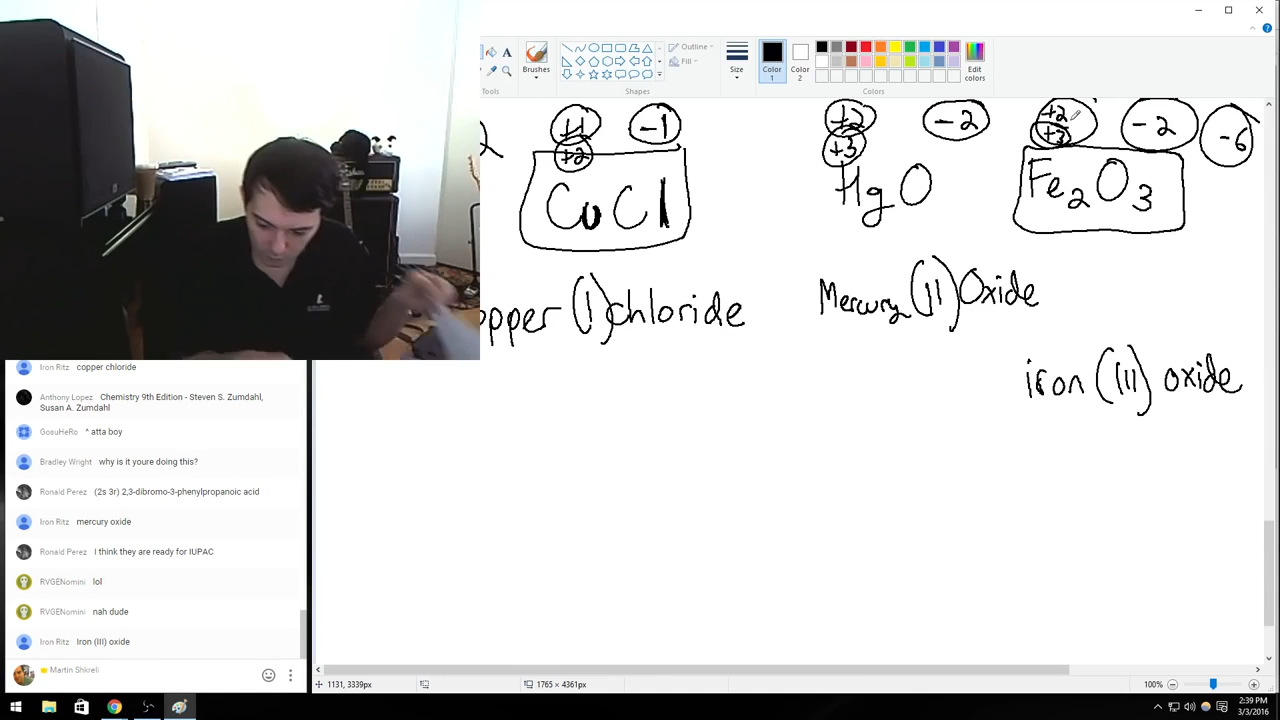 Outline
Fill
Brushes
Size
Color 1
Color 2
Edit colors
Shapes
Colors
+1 -1 +2 -2 +2 -2 -6
+2 +3 +3
CuCl HgO Fe2O3
opper (I) chloride Mercury (II) Oxide
iron (III) oxide
Iron Ritz copper chloride
Anthony Lopez Chemistry 9th Edition - Steven S. Zumdahl,
Susan A. Zumdahl
GosuHeRo ^ atta boy
Bradley Wright why is it youre doing this?
Ronald Perez (2s 3r) 2,3-dibromo-3-phenylpropanoic acid
Iron Ritz mercury oxide
Ronald Perez I think they are ready for IUPAC
RVGENomini lol
RVGENomini nah dude
Iron Ritz Iron (III) oxide
Martin Shkreli
1131, 3339px 1765 × 4361px 100%
2:39 PM
3/3/2016